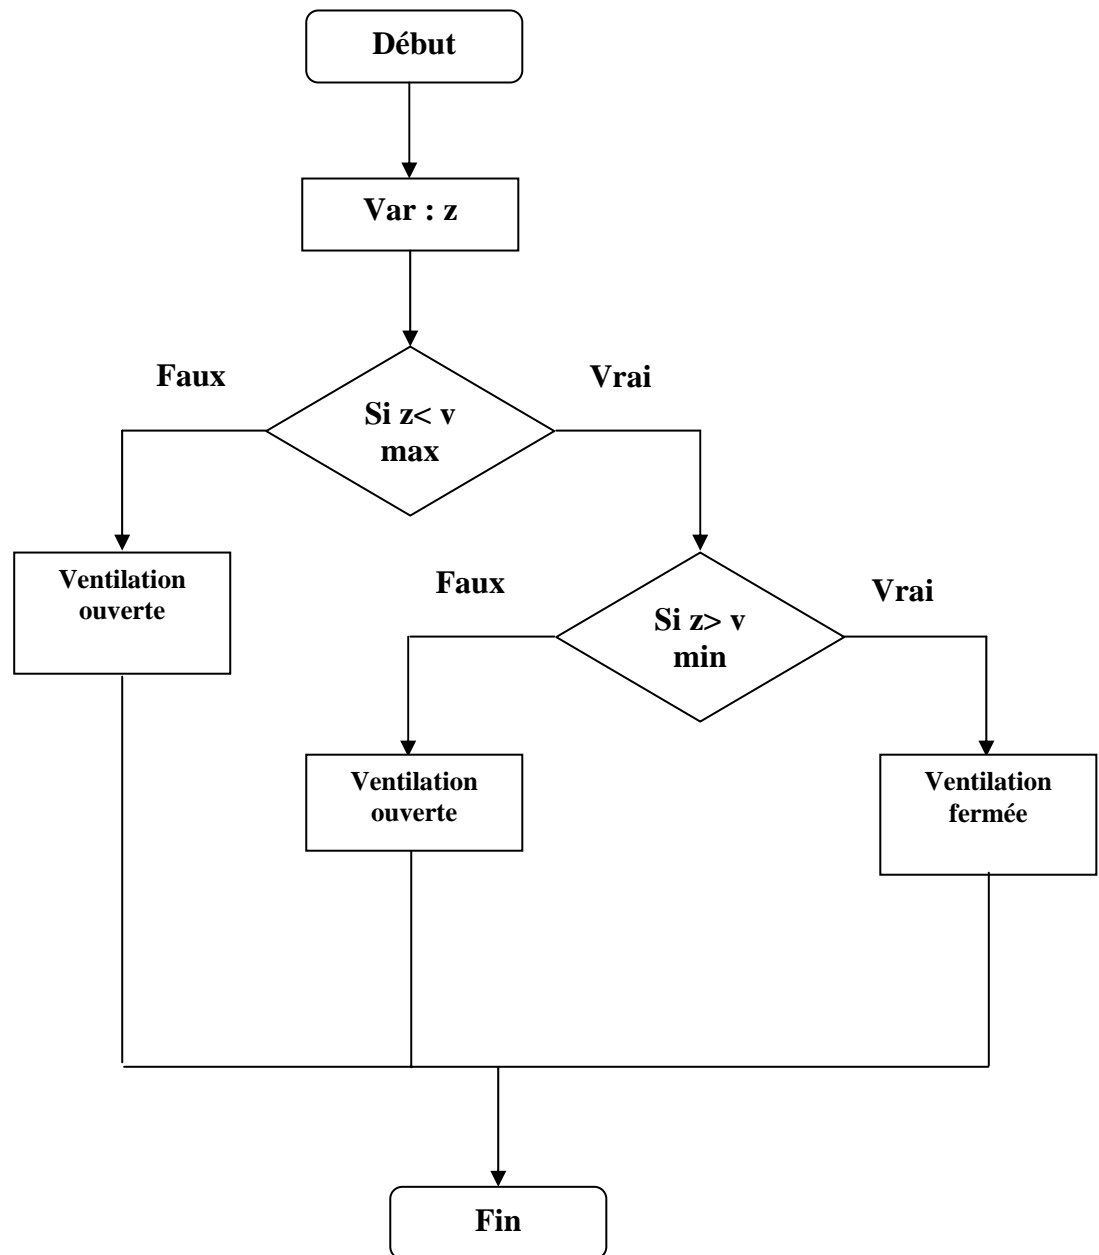 Début
Var : z
Faux
Vrai
Si z< v
max
Ventilation
ouverte
Faux
Vrai
Si z> v
min
Ventilation
ouverte
Ventilation
fermée
Fin